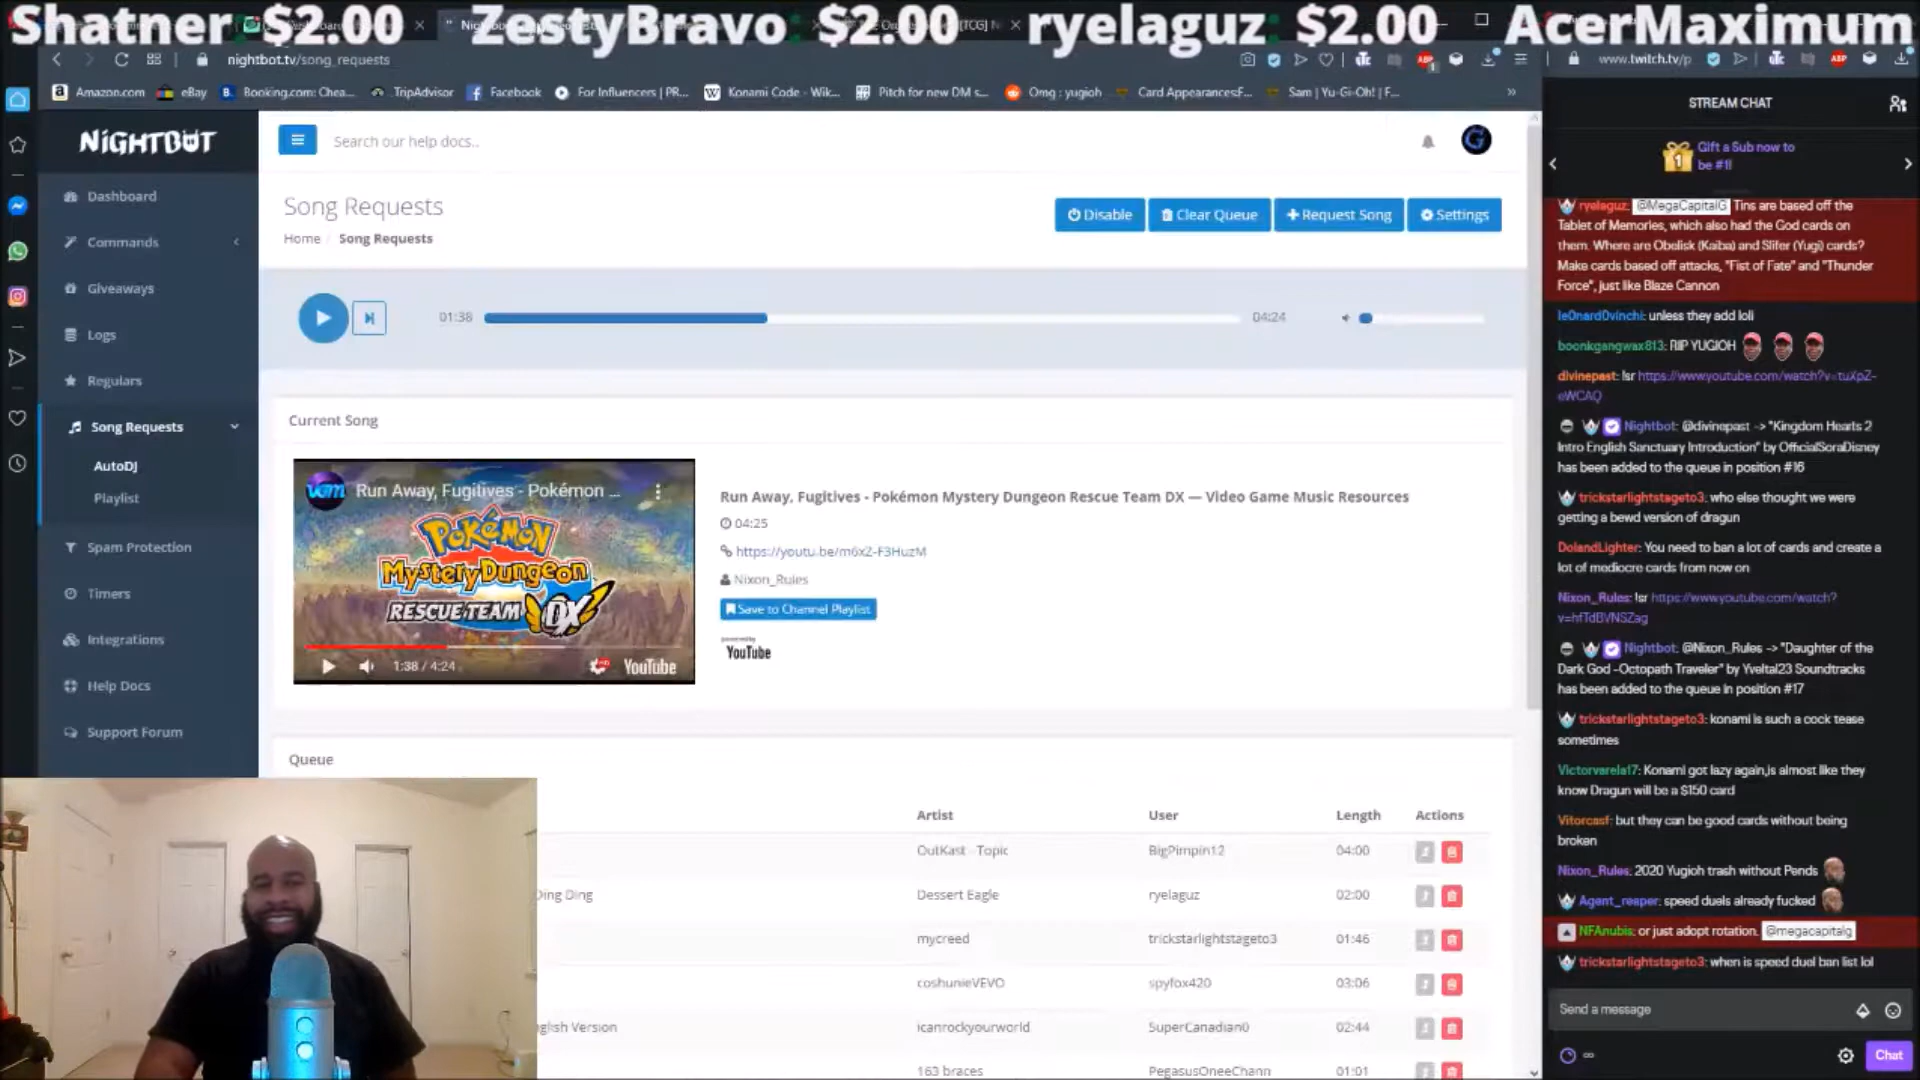 Shatner: $2.00 ZestyBravo: $2.00 ryelaguz: $2.00 AcerMaximum
nightbot.tv/song_requests
www.twitch.tv/p
Amazon.com
eBay
Booking.com: Chea...
TripAdvisor
Facebook
For Influencers | PR...
Konami Code - Wik...
Pitch for new DM s...
Omg : yugioh
Card Appearances:F...
Sam | Yu-Gi-Oh! | F...
NIGHTBOT
Dashboard
Commands
Giveaways
Logs
Regulars
Song Requests
AutoDJ
Playlist
Spam Protection
Timers
Integrations
Help Docs
Support Forum
Search our help docs..
Song Requests
Home / Song Requests
Disable
Clear Queue
Request Song
Settings
01:38
04:24
Current Song
Run Away, Fugitives - Pokémon ...
POKÉMON
Mystery Dungeon
RESCUE TEAM DX
1:38 / 4:24
YouTube
Run Away, Fugitives - Pokémon Mystery Dungeon Rescue Team DX — Video Game Music Resources
04:25
https://youtu.be/m6xZ-F3HuzM
Nixon_Rules
Save to Channel Playlist
powered by
YouTube
Queue
Artist User Length Actions
OutKast - Topic BigPimpin12 04:00
Ding Ding Dessert Eagle ryelaguz 02:00
mycreed trickstarlightstageto3 01:46
coshunieVEVO spyfox420 03:06
nglish Version icanrockyourworld SuperCanadian0 02:44
163 braces PegasusOneeChann 01:01
STREAM CHAT
Gift a Sub now to
be #1!
ryelaguz: @MegaCapitalG Tins are based off the
Tablet of Memories, which also had the God cards on
them. Where are Obelisk (Kaiba) and Slifer (Yugi) cards?
Make cards based off attacks, "Fist of Fate" and "Thunder
Force", just like Blaze Cannon
le0nard0vinchi: unless they add loli
boonkgangwax813: RIP YUGIOH
divinepast: !sr https://www.youtube.com/watch?v=tuXpZ-
eWCAQ
Nightbot: @divinepast -> "Kingdom Hearts 2
Intro English Sanctuary Introduction" by OfficialSoraDisney
has been added to the queue in position #16
trickstarlightstageto3: who else thought we were
getting a bewd version of dragun
DolandLighter: You need to ban a lot of cards and create a
lot of mediocre cards from now on
Nixon_Rules: !sr https://www.youtube.com/watch?
v=hfTdBVNSZag
Nightbot: @Nixon_Rules -> "Daughter of the
Dark God -Octopath Traveler" by Yveltal23 Soundtracks
has been added to the queue in position #17
trickstarlightstageto3: konami is such a cock tease
sometimes
Victorvarela17: Konami got lazy again,is almost like they
know Dragun will be a $150 card
Vitorcasf: but they can be good cards without being
broken
Nixon_Rules: 2020 Yugioh trash without Pends
Agent_reaper: speed duels already fucked
NFAnubis: or just adopt rotation. @megacapitalg
trickstarlightstageto3: when is speed duel ban list lol
Send a message
Chat